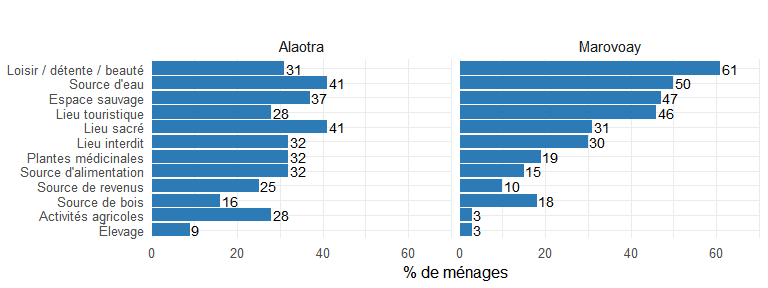 Alaotra Marovoay
Loisir / détente / beauté 31 61
Source d'eau 41 50
Espace sauvage 37 47
Lieu touristique 28 46
Lieu sacré 41 31
Lieu interdit 32 30
Plantes médicinales 32 19
Source d'alimentation 32 15
Source de revenus 25 10
Source de bois 16 18
Activités agricoles 28 3
Élevage 9 3
0 20 40 60 0 20 40 60
% de ménages